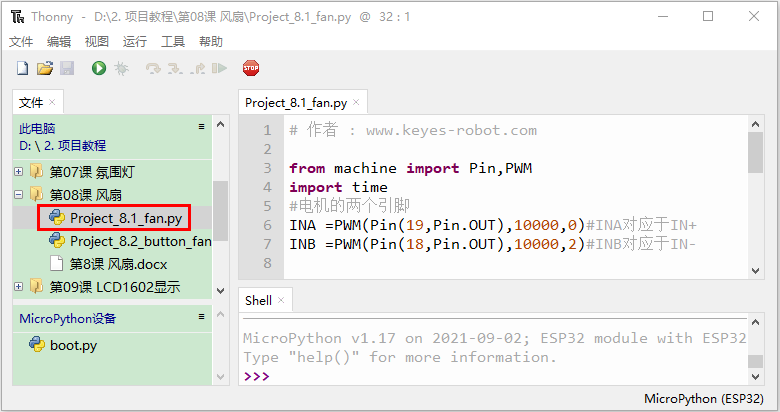 Thonny - D:\2. 项目教程\第08课 风扇\Project_8.1_fan.py @ 32 : 1
文件 编辑 视图 运行 工具 帮助
STOP
文件 ×
此电脑
D: \ 2. 项目教程
第07课 氛围灯
第08课 风扇
Project_8.1_fan.py
Project_8.2_button_fan
第8课 风扇.docx
第09课 LCD1602显示
MicroPython设备
boot.py
Project_8.1_fan.py ×
1 # 作者 : www.keyes-robot.com
2
3 from machine import Pin,PWM
4 import time
5 #电机的两个引脚
6 INA =PWM(Pin(19,Pin.OUT),10000,0)#INA对应于IN+
7 INB =PWM(Pin(18,Pin.OUT),10000,2)#INB对应于IN-
8
Shell ×
MicroPython v1.17 on 2021-09-02; ESP32 module with ESP32
Type "help()" for more information.
>>>
MicroPython (ESP32)